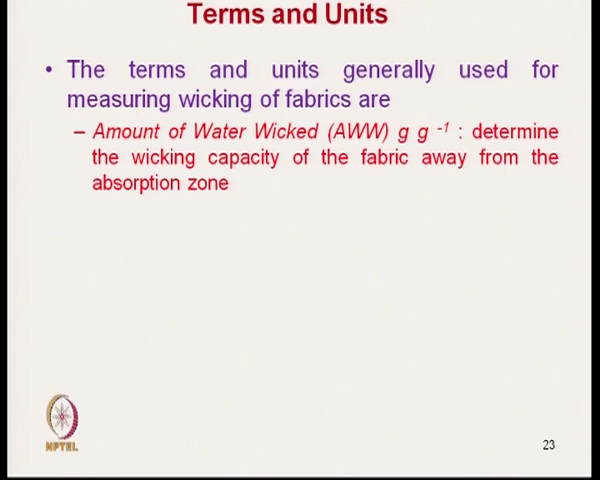 Terms and Units
• The terms and units generally used for
measuring wicking of fabrics are
– Amount of Water Wicked (AWW) g g -1 : determine
the wicking capacity of the fabric away from the
absorption zone
NPTEL
23